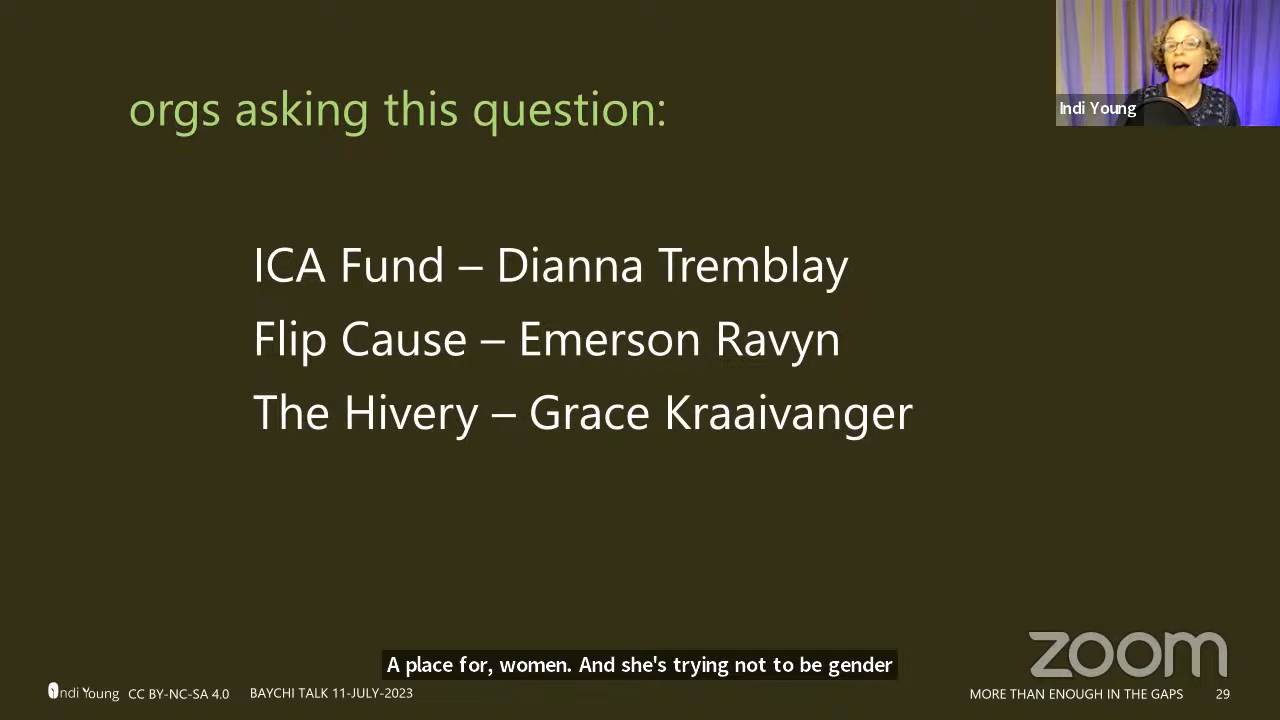 orgs asking this question:
Indi Young
ICA Fund – Dianna Tremblay
Flip Cause – Emerson Ravyn
The Hivery – Grace Kraaivanger
zoom
A place for, women. And she's trying not to be gender
Indi Young CC BY-NC-SA 4.0 BAYCHI TALK 11-JULY-2023 MORE THAN ENOUGH IN THE GAPS 29